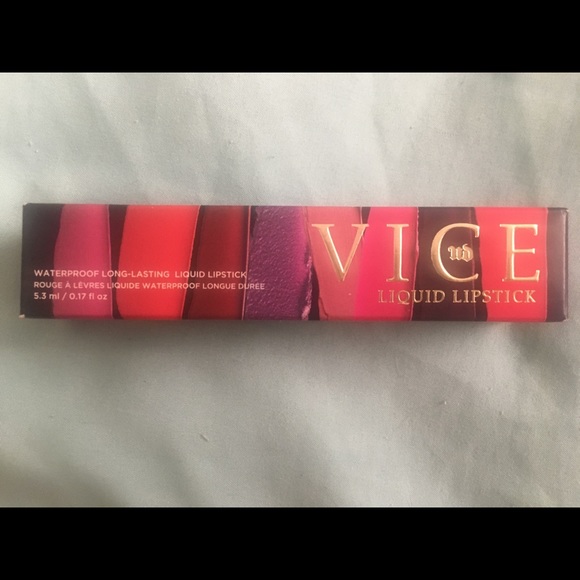 WATERPROOF LONG-LASTING LIQUID LIPSTICK
ROUGE À LÈVRES LIQUIDE WATERPROOF LONGUE DURÉE
5.3 ml / 0.17 fl oz
VICE
ud
LIQUID LIPSTICK